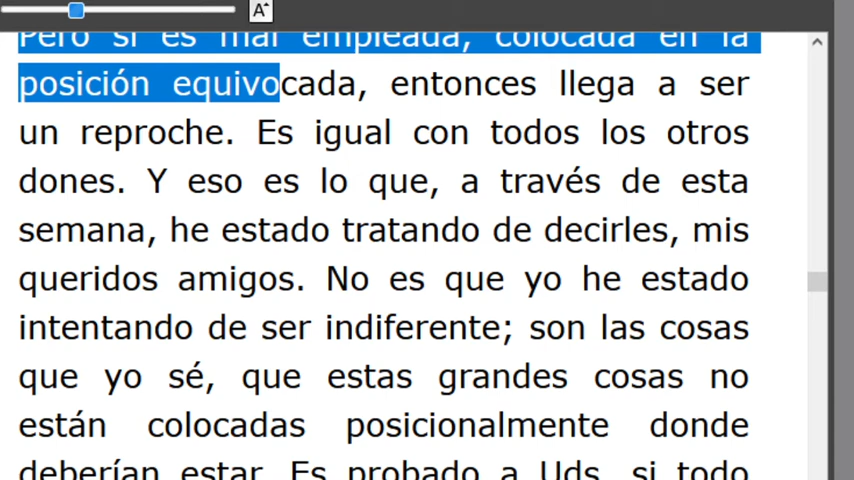 A
Pero si es mal empleada, colocada en la
posición equivocada, entonces llega a ser
un reproche. Es igual con todos los otros
dones. Y eso es lo que, a través de esta
semana, he estado tratando de decirles, mis
queridos amigos. No es que yo he estado
intentando de ser indiferente; son las cosas
que yo sé, que estas grandes cosas no
están colocadas posicionalmente donde
deberían estar. Es probado a Uds. si todo